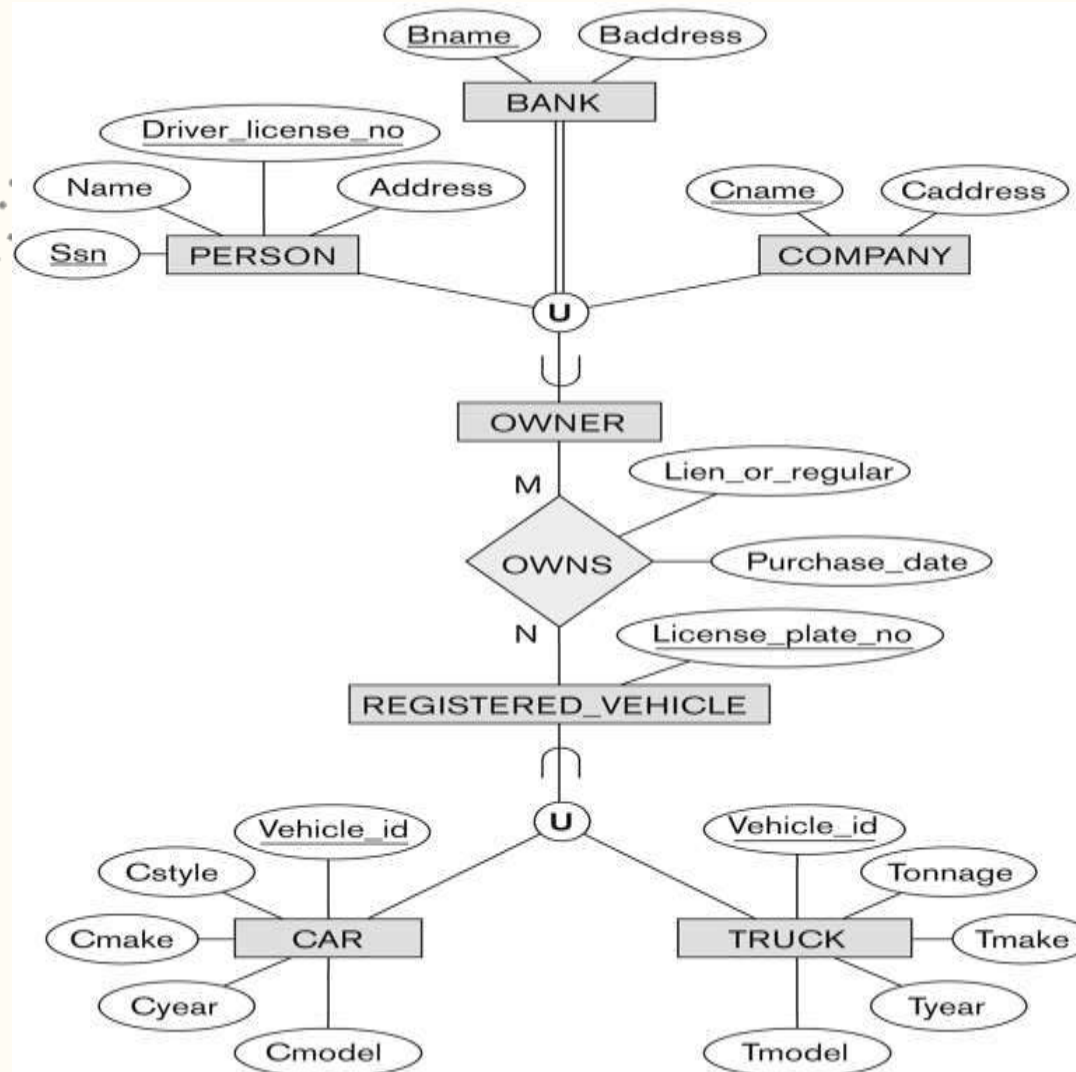 Bname
Baddress
BANK
Driver_license_no
Name
Address
Cname
Caddress
Ssn
PERSON
COMPANY
U
OWNER
M
Lien_or_regular
OWNS
Purchase_date
N
License_plate_no
REGISTERED_VEHICLE
U
Vehicle_id
Vehicle_id
Cstyle
Tonnage
Cmake
CAR
TRUCK
Tmake
Cyear
Tyear
Cmodel
Tmodel